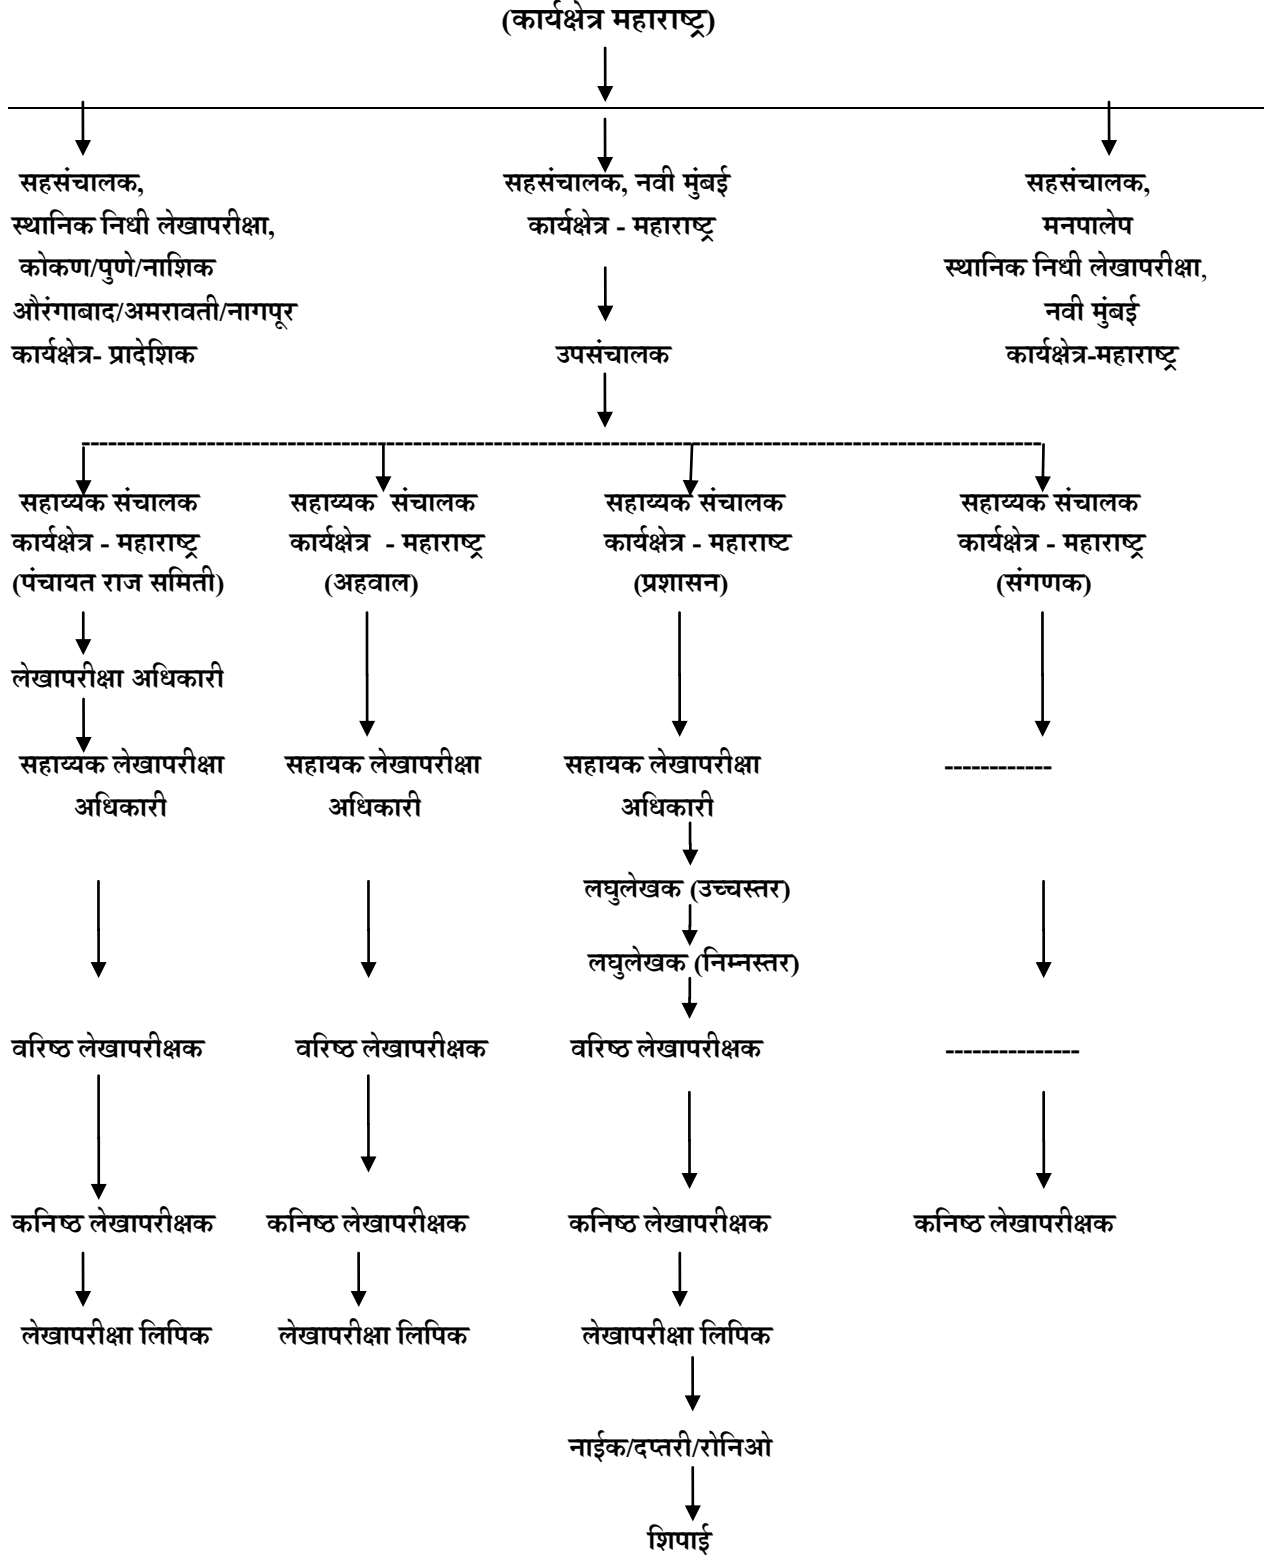 (कार्यक्षेत्र महाराष्ट्र)
सहसंचालक,
स्थानिक निधी लेखापरीक्षा,
कोकण/पुणे/नाशिक
औरंगाबाद/अमरावती/नागपूर
कार्यक्षेत्र- प्रादेशिक
सहसंचालक, नवी मुंबई
कार्यक्षेत्र - महाराष्ट्र
उपसंचालक
सहसंचालक,
मनपालेप
स्थानिक निधी लेखापरीक्षा,
नवी मुंबई
कार्यक्षेत्र-महाराष्ट्र
सहाय्यक संचालक
कार्यक्षेत्र - महाराष्ट्र
(पंचायत राज समिती)
लेखापरीक्षा अधिकारी
सहाय्यक लेखापरीक्षा
अधिकारी
वरिष्ठ लेखापरीक्षक
कनिष्ठ लेखापरीक्षक
लेखापरीक्षा लिपिक
सहाय्यक संचालक
कार्यक्षेत्र - महाराष्ट्र
(अहवाल)
सहायक लेखापरीक्षा
अधिकारी
वरिष्ठ लेखापरीक्षक
कनिष्ठ लेखापरीक्षक
लेखापरीक्षा लिपिक
सहाय्यक संचालक
कार्यक्षेत्र - महाराष्ट
(प्रशासन)
सहायक लेखापरीक्षा
अधिकारी
लघुलेखक (उच्चस्तर)
लघुलेखक (निम्नस्तर)
वरिष्ठ लेखापरीक्षक
कनिष्ठ लेखापरीक्षक
लेखापरीक्षा लिपिक
नाईक/दप्तरी/रोनिओ
शिपाई
सहाय्यक संचालक
कार्यक्षेत्र - महाराष्ट्र
(संगणक)
------------
---------------
कनिष्ठ लेखापरीक्षक